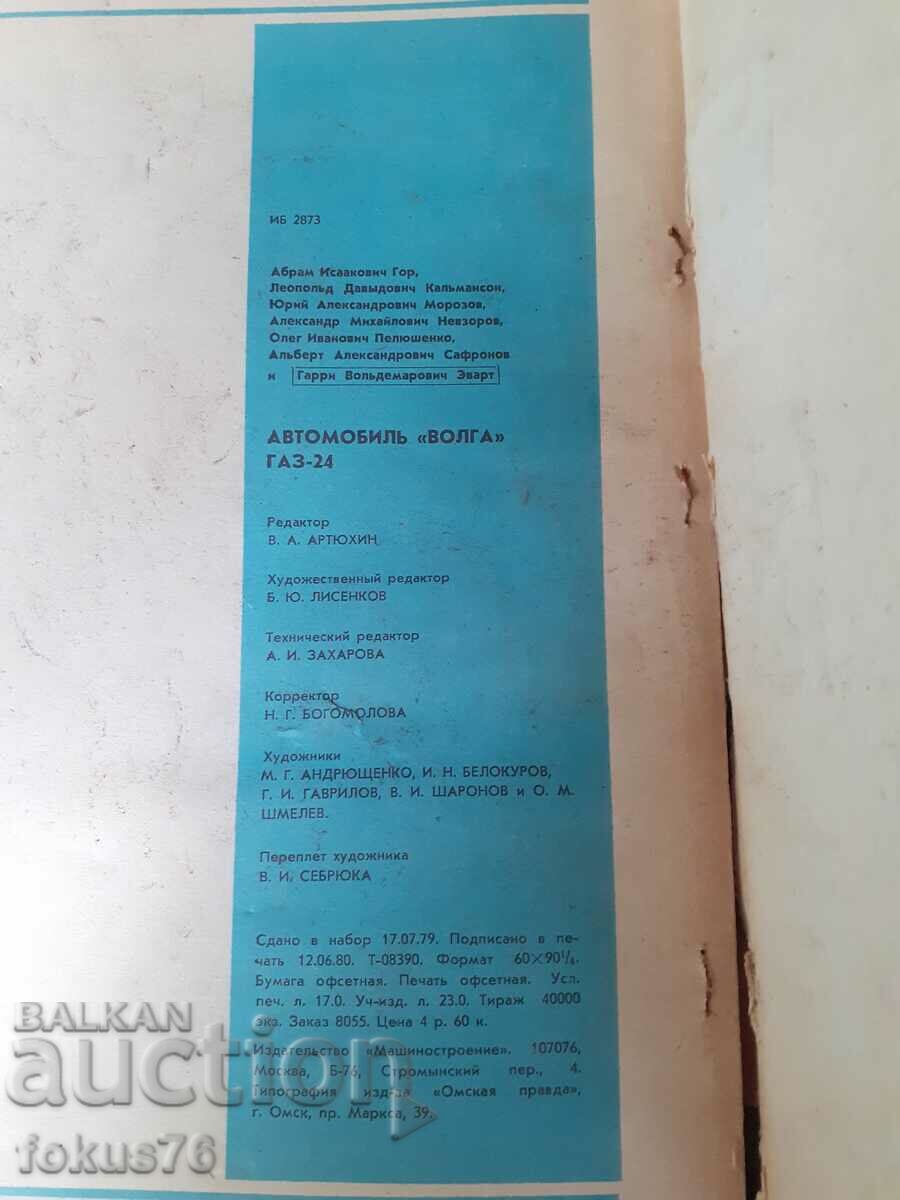 ИБ 2873
Абрам Исаакович Гор,
Леопольд Давыдович Кальмансон,
Юрий Александрович Морозов,
Александр Михайлович Невзоров,
Олег Иванович Пелюшенко,
Альберт Александрович Сафронов
и Гарри Вольдемарович Эварт
АВТОМОБИЛЬ «ВОЛГА»
ГАЗ-24
Редактор
В. А. АРТЮХИН
Художественный редактор
Б. Ю. ЛИСЕНКОВ
Технический редактор
А. И. ЗАХАРОВА
Корректор
Н. Г. БОГОМОЛОВА
Художники
М. Г. АНДРЮЩЕНКО, И. Н. БЕЛОКУРОВ,
Г. И. ГАВРИЛОВ, В. И. ШАРОНОВ и О. М.
ШМЕЛЕВ.
Переплет художника
В. И. СЕБРЮКА
Сдано в набор 17.07.79. Подписано в пе-
чать 12.06.80. Т-08390. Формат 60×90¹/₈.
Бумага офсетная. Печать офсетная. Усл.
печ. л. 17.0. Уч-изд. л. 23.0. Тираж 40000
экз. Заказ 8055. Цена 4 р. 60 к.
Издательство «Машиностроение». 107076,
Москва, Б-76, Стромынский пер., 4.
Типография изд-ва «Омская правда»,
г. Омск, пр. Маркса, 39.
BALKAN
auction
fokus76